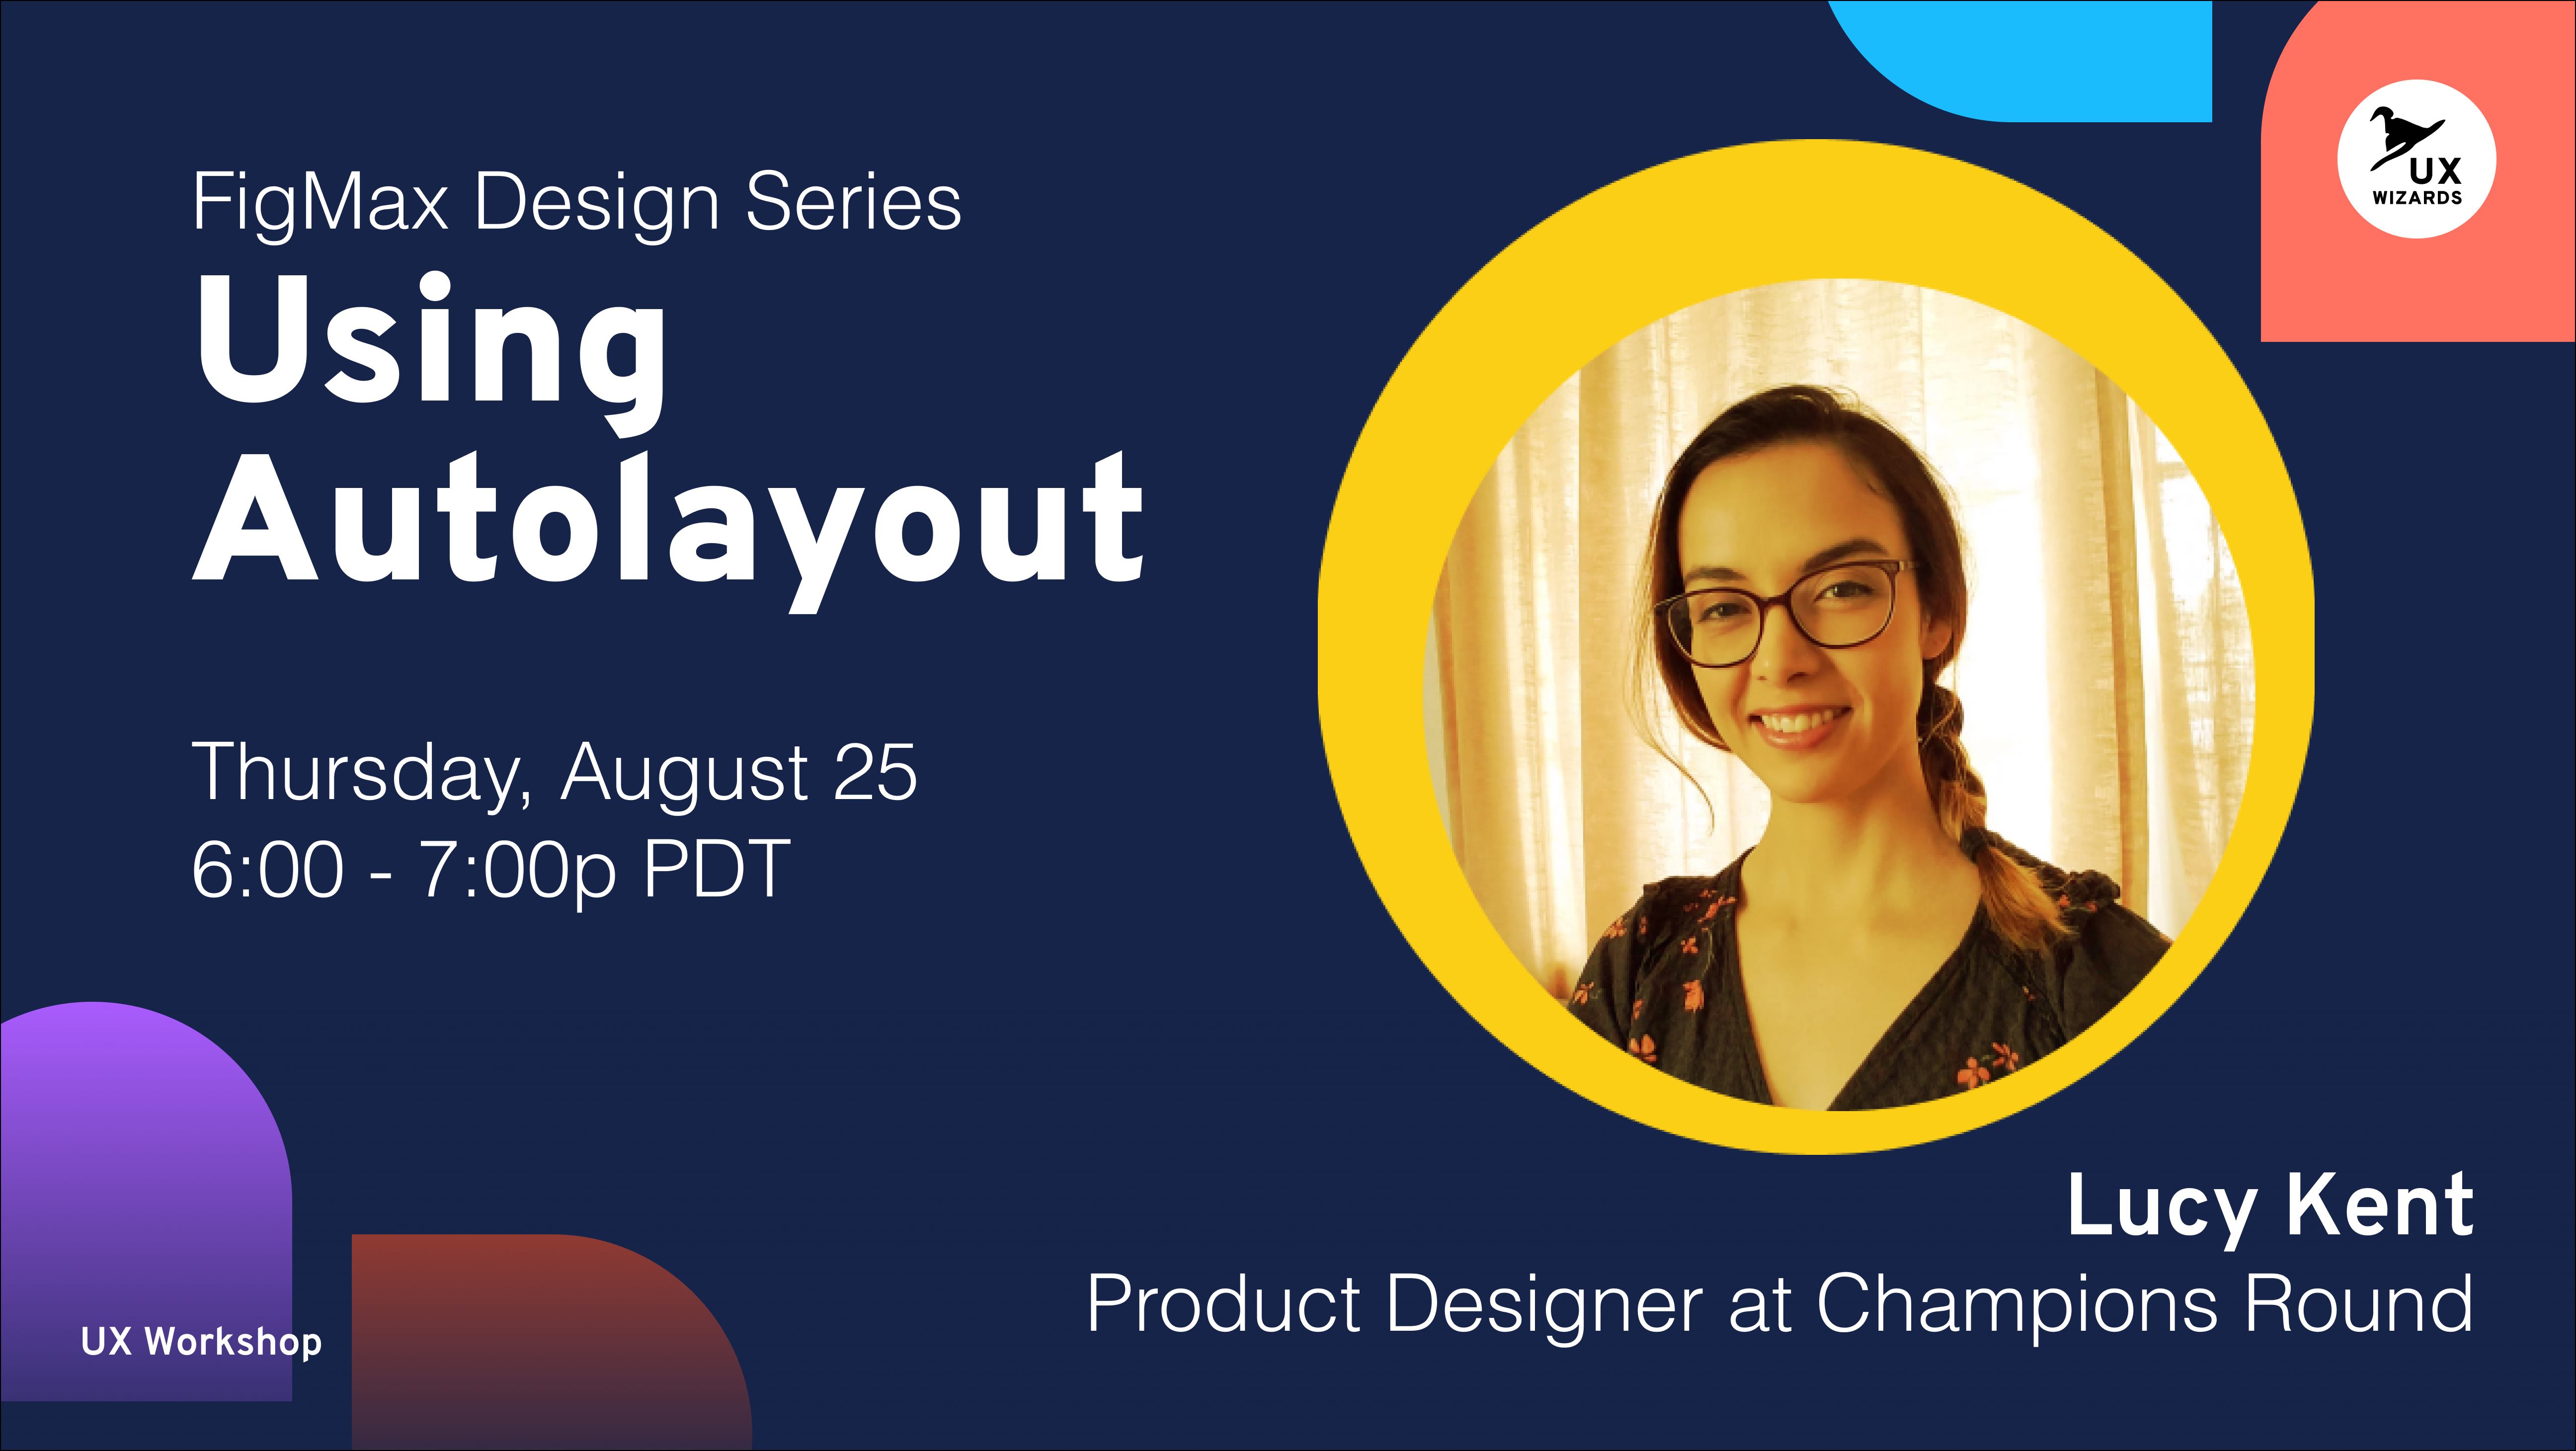 FigMax Design Series
Using
Autolayout
Thursday, August 25
6:00 - 7:00p PDT
UX
WIZARDS
Lucy Kent
Product Designer at Champions Round
UX Workshop